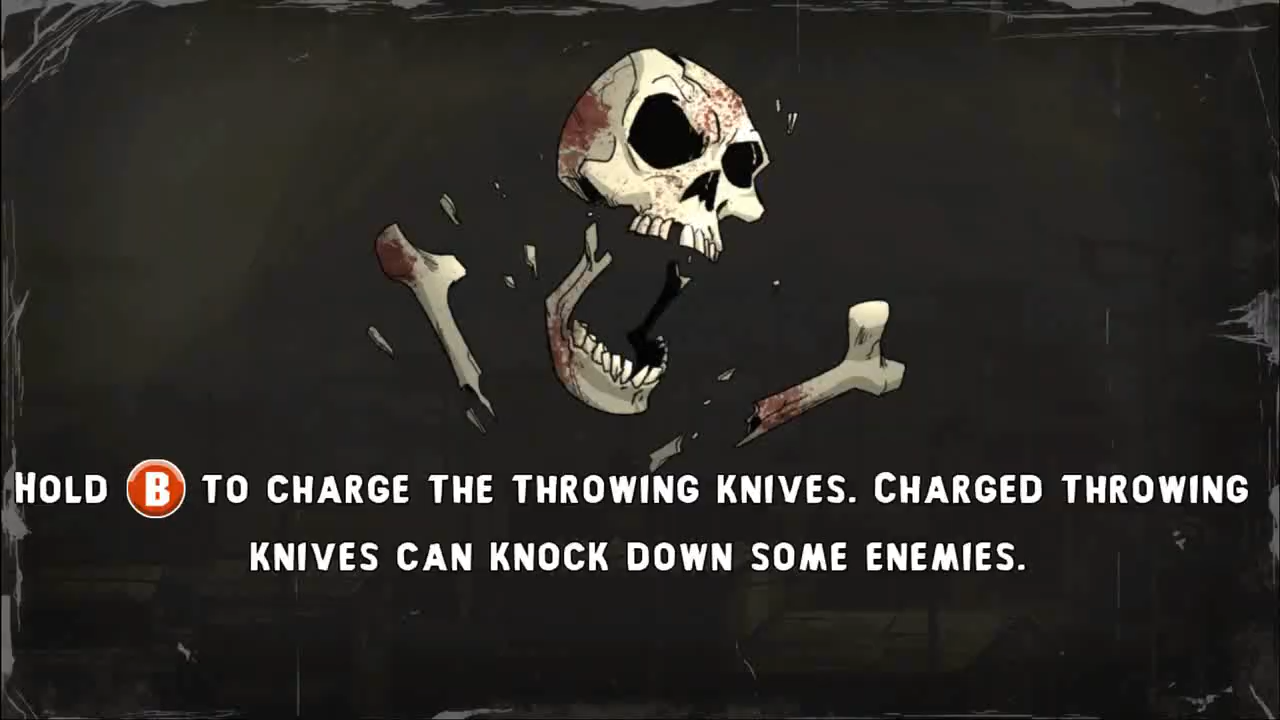 Hold B to charge the throwing knives. Charged throwing
knives can knock down some enemies.